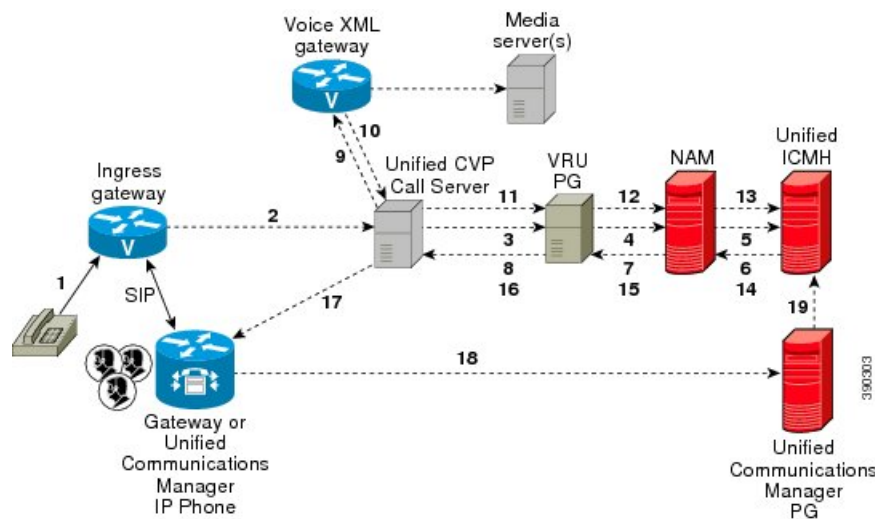 Voice XML
gateway
Media
server(s)
V
10
9
Ingress
gateway
V
Unified CVP
Call Server
VRU
PG
NAM
Unified
ICMH
2
11
12
13
3
4
5
8
7
6
16
15
14
1
SIP
17
19
18
Gateway or
Unified
Communications
Manager
IP Phone
Unified
Communications
Manager
PG
390303